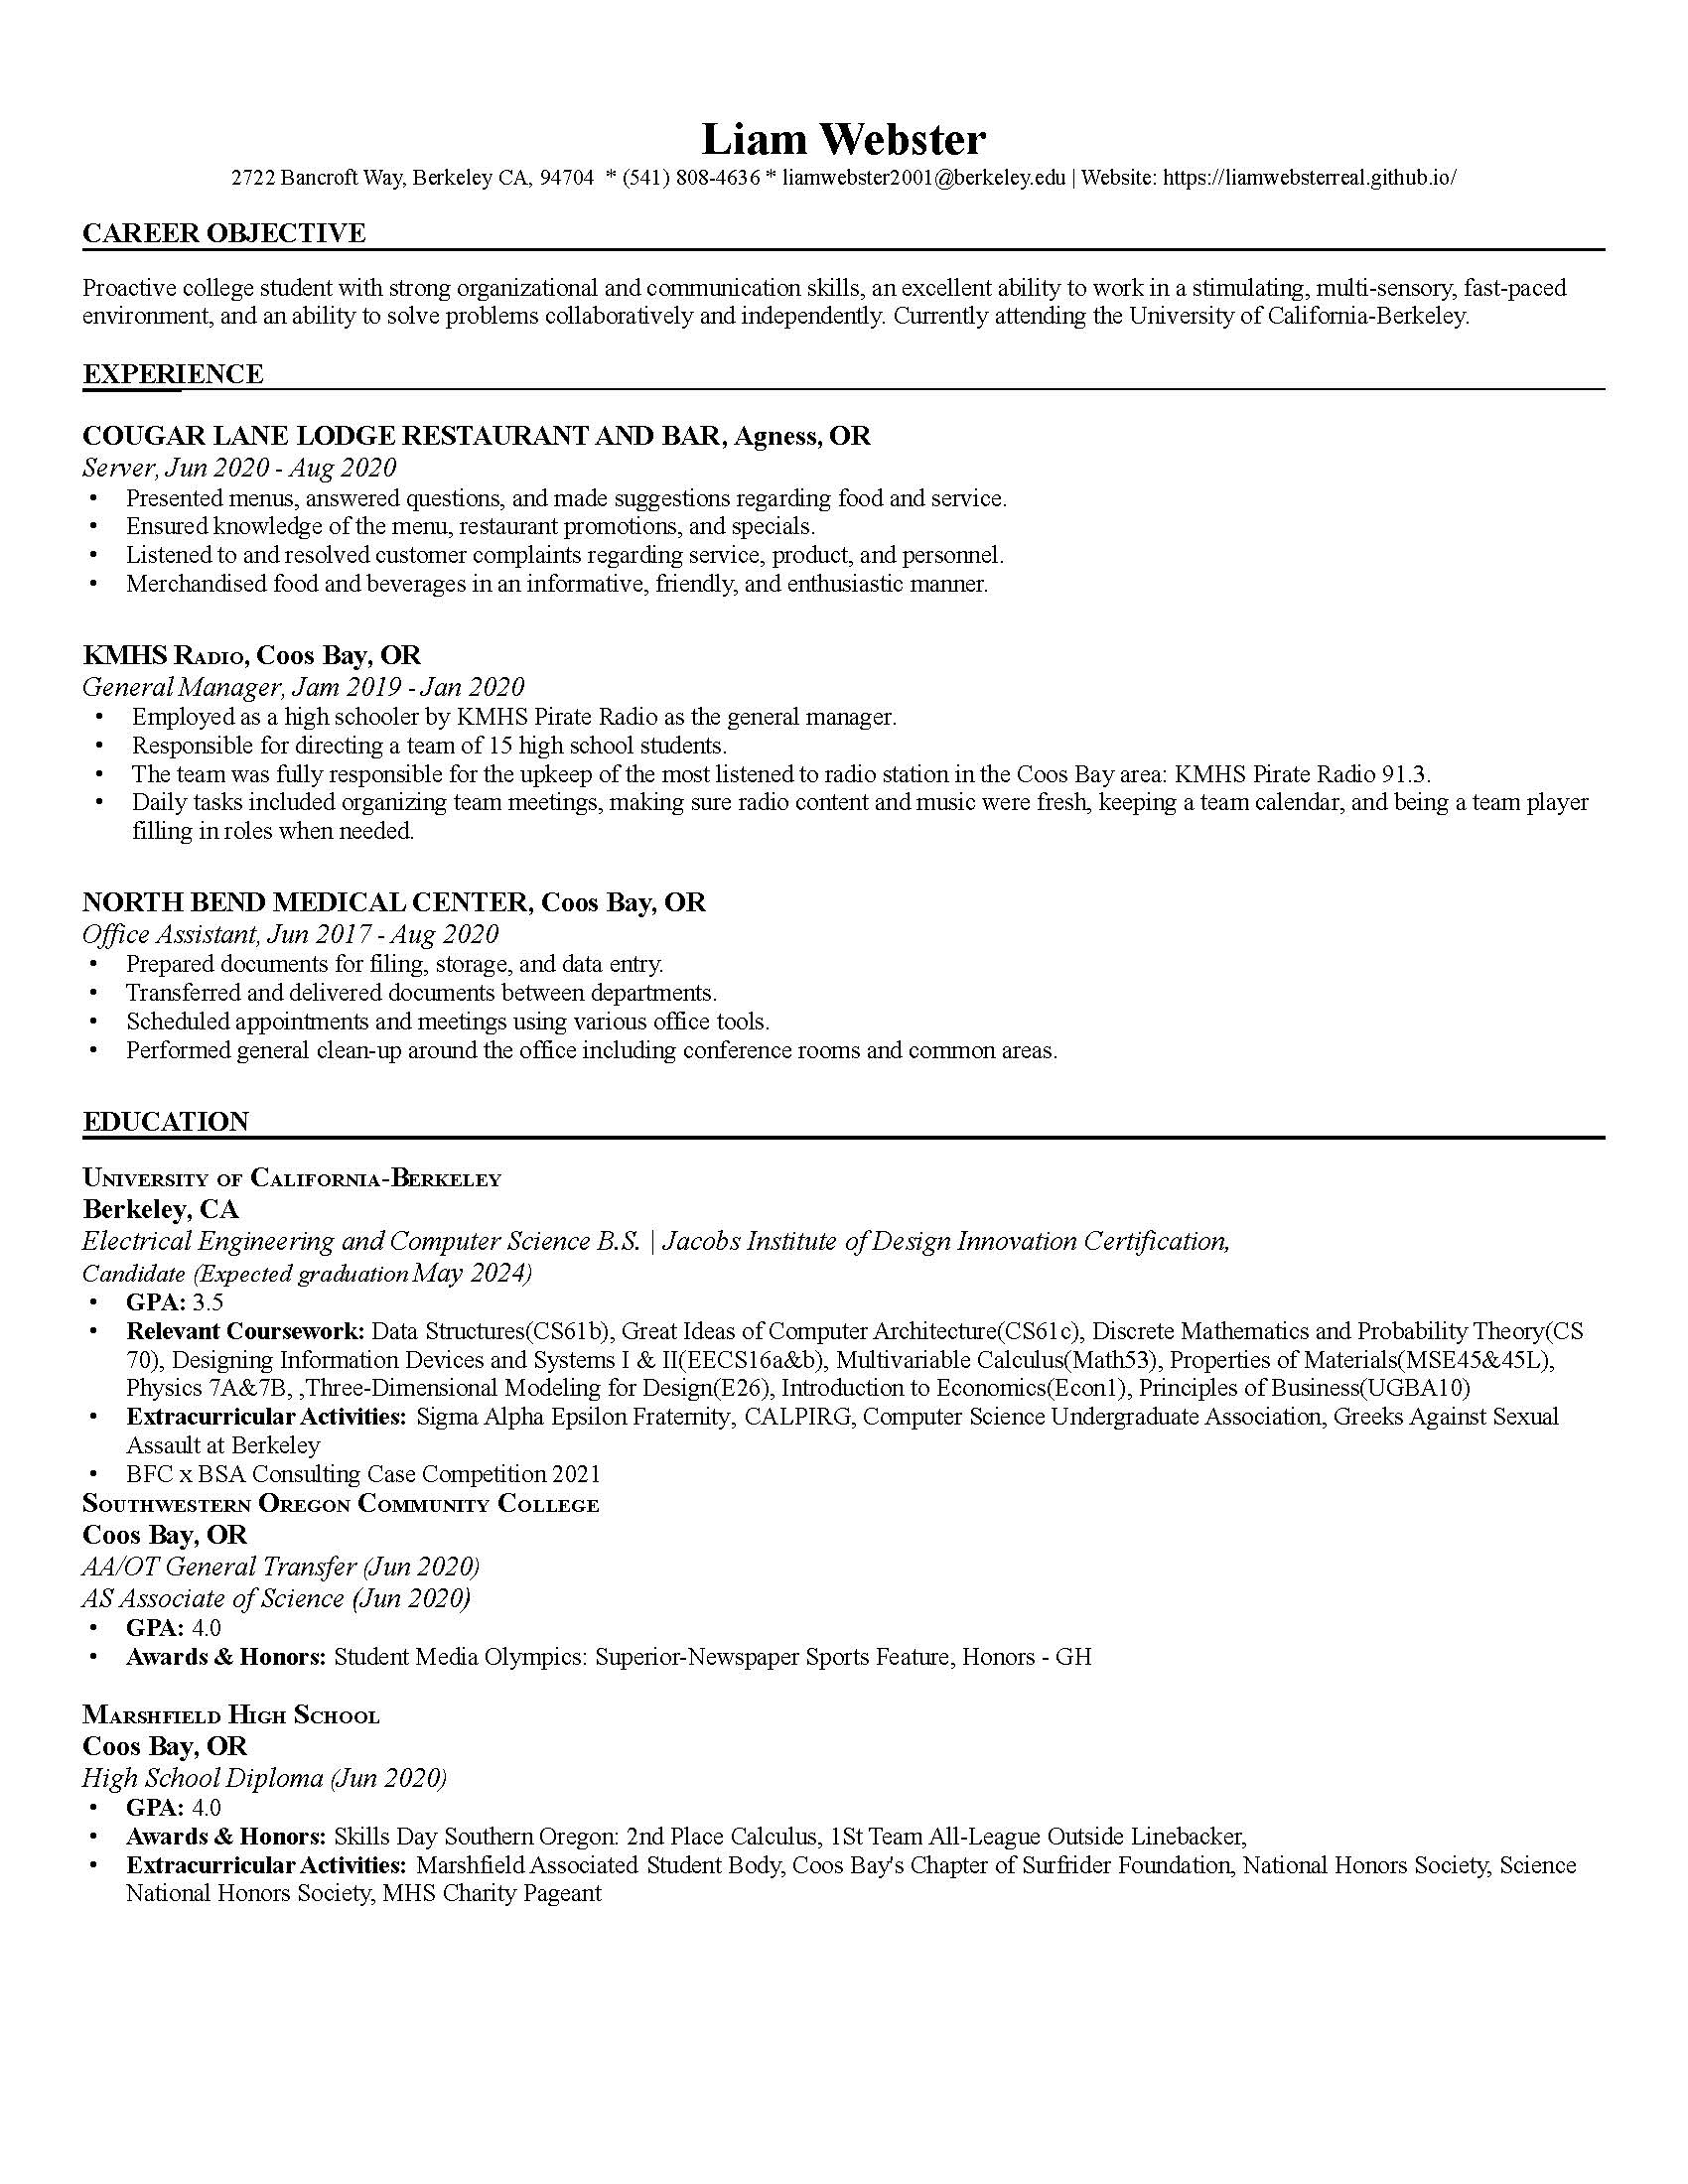 Liam Webster
2722 Bancroft Way, Berkeley CA, 94704 * (541) 808-4636 * liamwebster2001@berkeley.edu | Website: https://liamwebsterreal.github.io/
CAREER OBJECTIVE
Proactive college student with strong organizational and communication skills, an excellent ability to work in a stimulating, multi-sensory, fast-paced
environment, and an ability to solve problems collaboratively and independently. Currently attending the University of California-Berkeley.
EXPERIENCE
COUGAR LANE LODGE RESTAURANT AND BAR, Agness, OR
Server, Jun 2020 - Aug 2020
• Presented menus, answered questions, and made suggestions regarding food and service.
• Ensured knowledge of the menu, restaurant promotions, and specials.
• Listened to and resolved customer complaints regarding service, product, and personnel.
• Merchandised food and beverages in an informative, friendly, and enthusiastic manner.
KMHS RADIO, Coos Bay, OR
General Manager, Jam 2019 - Jan 2020
• Employed as a high schooler by KMHS Pirate Radio as the general manager.
• Responsible for directing a team of 15 high school students.
• The team was fully responsible for the upkeep of the most listened to radio station in the Coos Bay area: KMHS Pirate Radio 91.3.
• Daily tasks included organizing team meetings, making sure radio content and music were fresh, keeping a team calendar, and being a team player
filling in roles when needed.
NORTH BEND MEDICAL CENTER, Coos Bay, OR
Office Assistant, Jun 2017 - Aug 2020
• Prepared documents for filing, storage, and data entry.
• Transferred and delivered documents between departments.
• Scheduled appointments and meetings using various office tools.
• Performed general clean-up around the office including conference rooms and common areas.
EDUCATION
UNIVERSITY OF CALIFORNIA-BERKELEY
Berkeley, CA
Electrical Engineering and Computer Science B.S. | Jacobs Institute of Design Innovation Certification,
Candidate (Expected graduation May 2024)
• GPA: 3.5
• Relevant Coursework: Data Structures(CS61b), Great Ideas of Computer Architecture(CS61c), Discrete Mathematics and Probability Theory(CS
70), Designing Information Devices and Systems I & II(EECS16a&b), Multivariable Calculus(Math53), Properties of Materials(MSE45&45L),
Physics 7A&7B, ,Three-Dimensional Modeling for Design(E26), Introduction to Economics(Econ1), Principles of Business(UGBA10)
• Extracurricular Activities: Sigma Alpha Epsilon Fraternity, CALPIRG, Computer Science Undergraduate Association, Greeks Against Sexual
Assault at Berkeley
• BFC x BSA Consulting Case Competition 2021
SOUTHWESTERN OREGON COMMUNITY COLLEGE
Coos Bay, OR
AA/OT General Transfer (Jun 2020)
AS Associate of Science (Jun 2020)
• GPA: 4.0
• Awards & Honors: Student Media Olympics: Superior-Newspaper Sports Feature, Honors - GH
MARSHFIELD HIGH SCHOOL
Coos Bay, OR
High School Diploma (Jun 2020)
• GPA: 4.0
• Awards & Honors: Skills Day Southern Oregon: 2nd Place Calculus, 1St Team All-League Outside Linebacker,
• Extracurricular Activities: Marshfield Associated Student Body, Coos Bay's Chapter of Surfrider Foundation, National Honors Society, Science
National Honors Society, MHS Charity Pageant